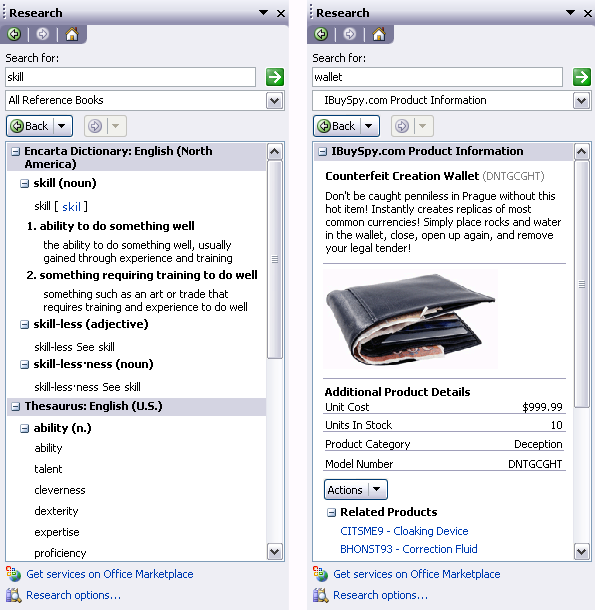 Research
Search for:
skill
All Reference Books
Back
Encarta Dictionary: English (North
America)
skill (noun)
skill [ skil ]
1. ability to do something well
the ability to do something well, usually
gained through experience and training
2. something requiring training to do well
something such as an art or trade that
requires training and experience to do well
skill-less (adjective)
skill-less See skill
skill-less·ness (noun)
skill-less·ness See skill
Thesaurus: English (U.S.)
ability (n.)
ability
talent
cleverness
dexterity
expertise
proficiency
Get services on Office Marketplace
Research options...
Research
Search for:
wallet
IBuySpy.com Product Information
Back
IBuySpy.com Product Information
Counterfeit Creation Wallet (DNTGCGHT)
Don't be caught penniless in Prague without this
hot item! Instantly creates replicas of most
common currencies! Simply place rocks and water
in the wallet, close, open up again, and remove
your legal tender!
Additional Product Details
Unit Cost $999.99
Units In Stock 10
Product Category Deception
Model Number DNTGCGHT
Actions
Related Products
CITSME9 - Cloaking Device
BHONST93 - Correction Fluid
Get services on Office Marketplace
Research options...